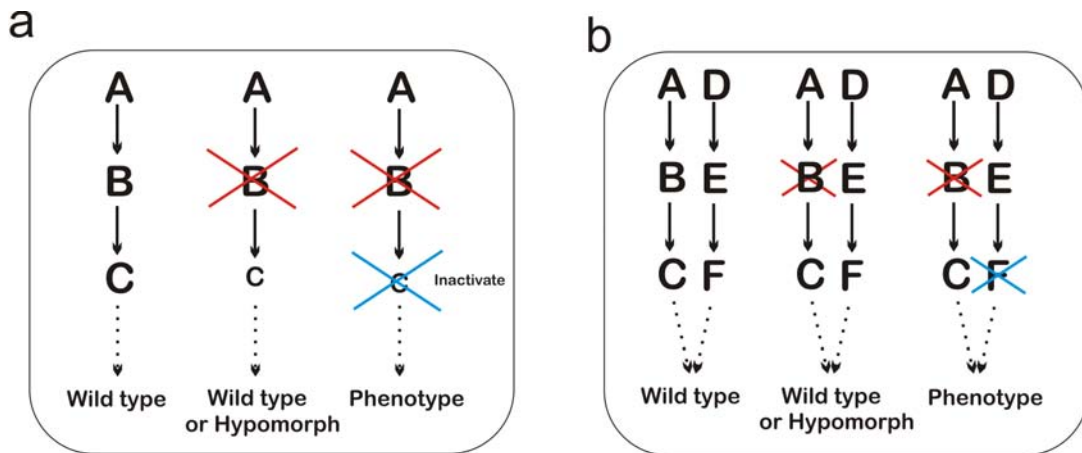 a
A A A
B B B
C C C Inactivate
Wild type Wild type Phenotype
or Hypomorph
b
A D A D A D
B E B E B E
C F C F C F
Wild type Wild type Phenotype
or Hypomorph